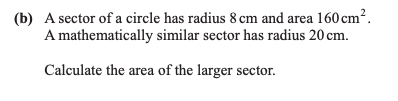 (b) A sector of a circle has radius 8 cm and area 160 cm².
A mathematically similar sector has radius 20 cm.
Calculate the area of the larger sector.